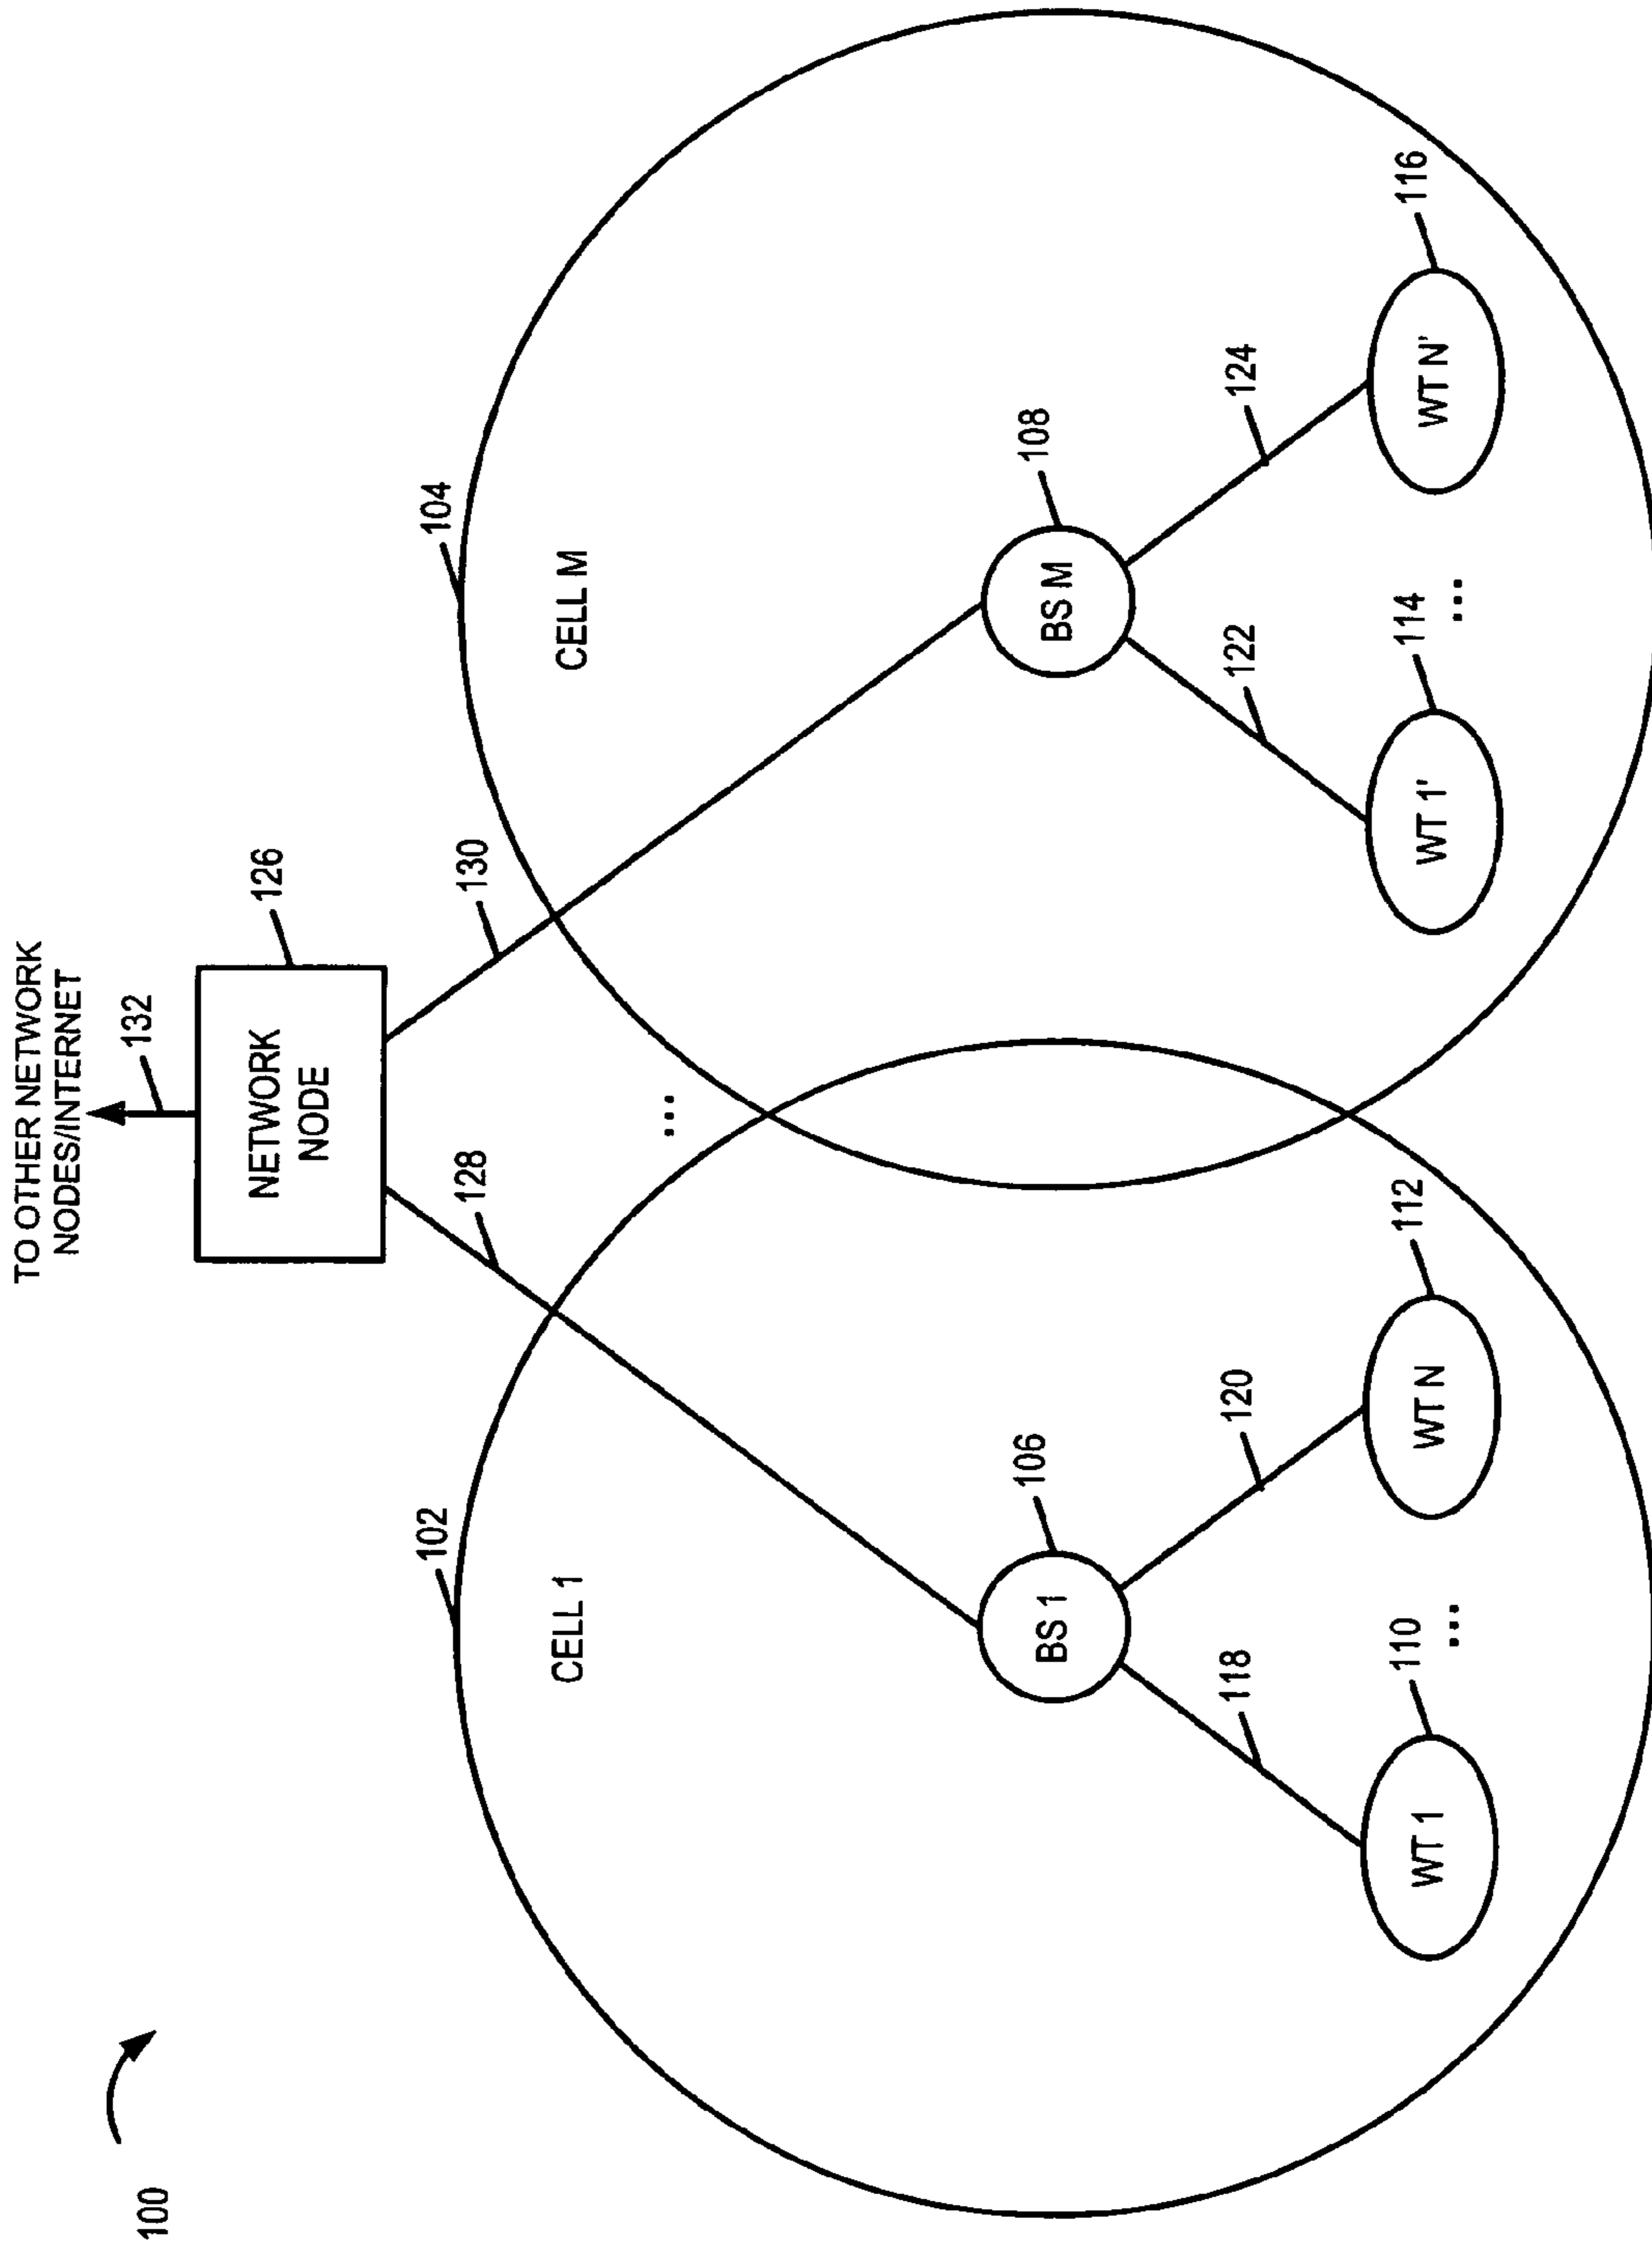 100
TO OTHER NETWORK
NODES/INTERNET
132
NETWORK
NODE
126
128
130
...
102
CELL 1
104
CELL M
BS 1
106
BS M
108
118
120
122
124
WT 1
110
...
WT N
112
WT 1'
114
...
WT N'
116